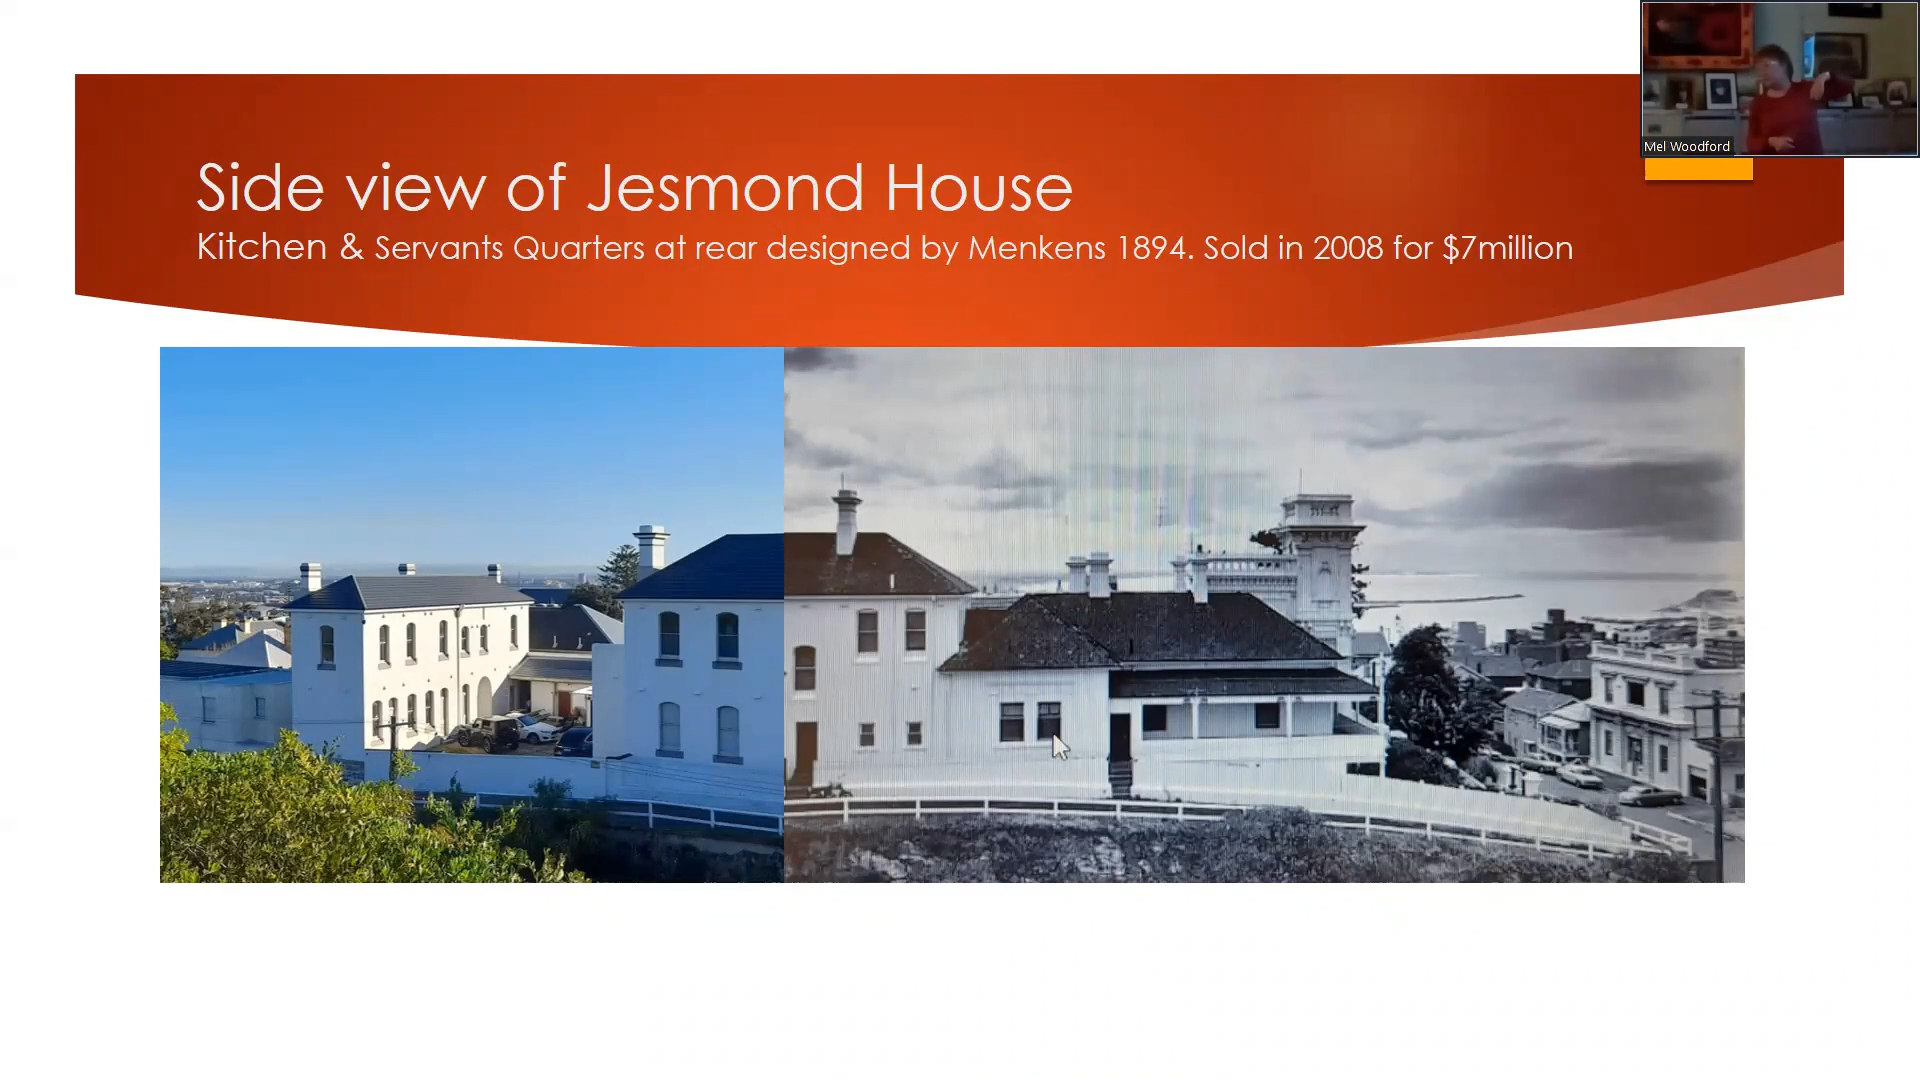 Mel Woodford
Side view of Jesmond House
Kitchen & Servants Quarters at rear designed by Menkens 1894. Sold in 2008 for $7million